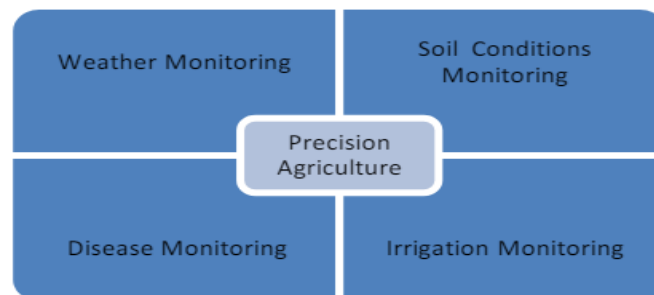 Weather Monitoring
Soil Conditions
Monitoring
Precision
Agriculture
Disease Monitoring
Irrigation Monitoring